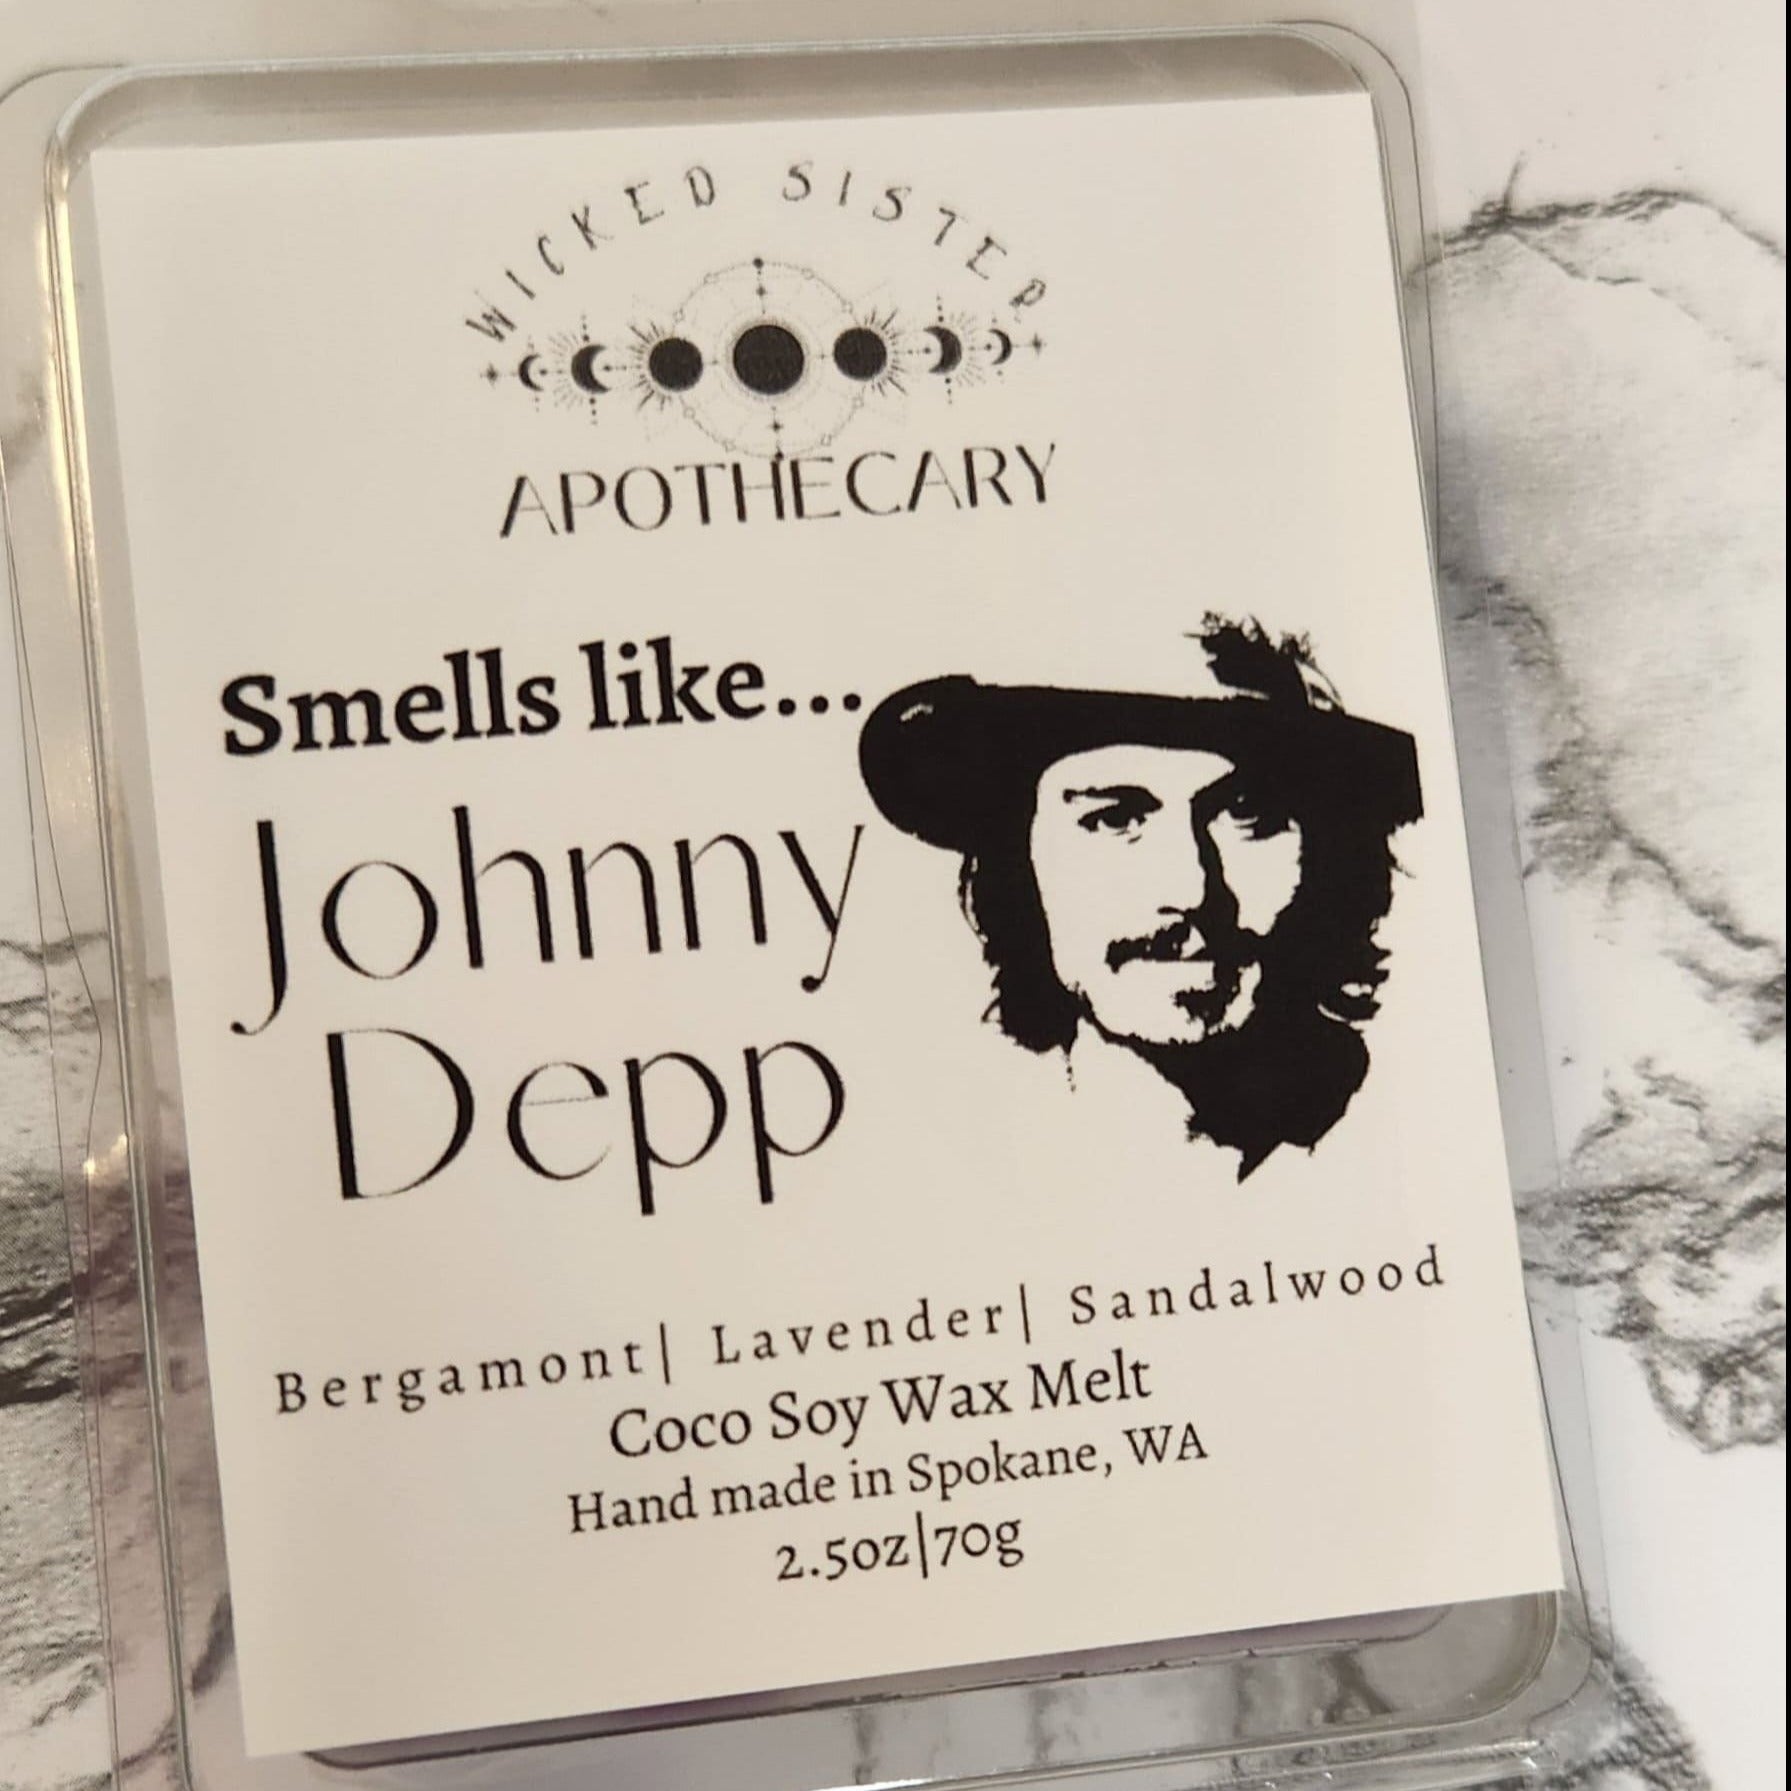 WICKED SISTER
APOTHECARY
Smells like...
Johnny
Depp
Bergamont| Lavender| Sandalwood
Coco Soy Wax Melt
Hand made in Spokane, WA
2.5oz|70g